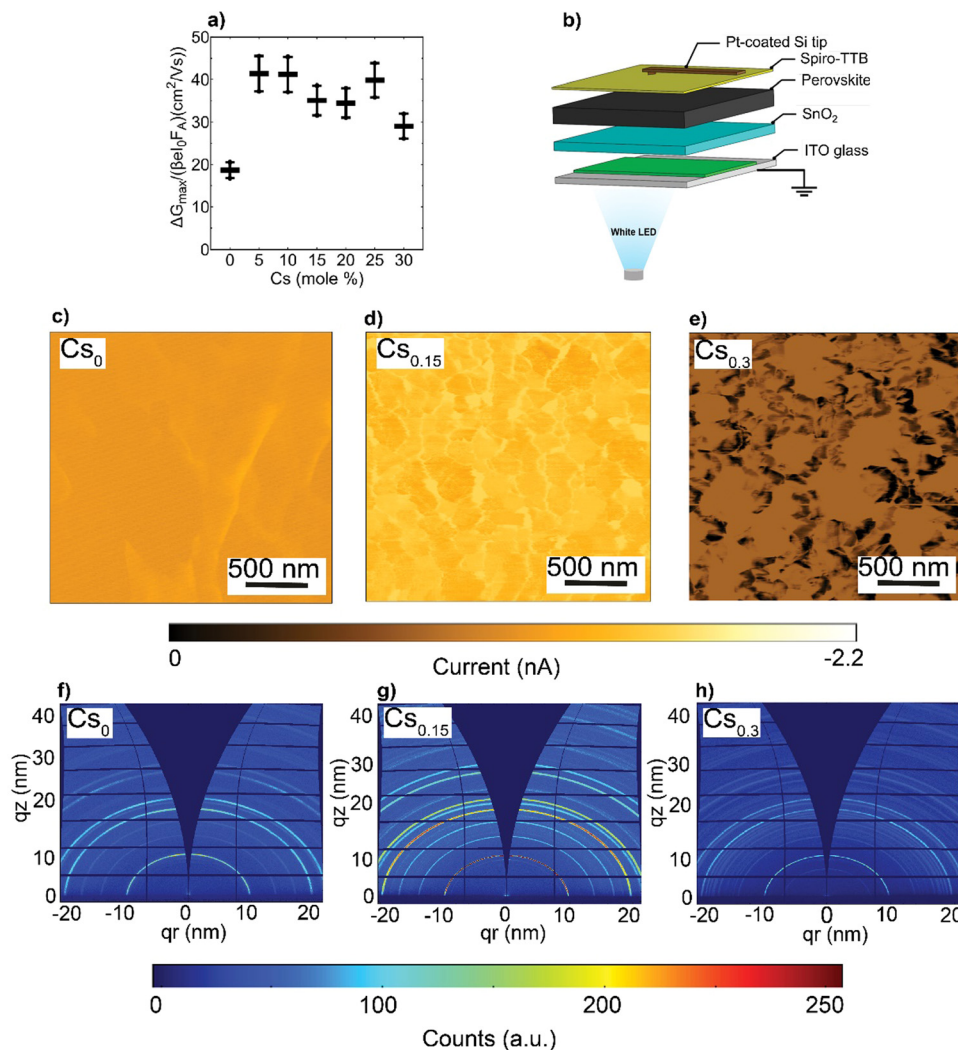 a)
ΔG_max/(βeI₀F_A)(cm²/Vs))
50
40
30
20
10
0
0 5 10 15 20 25 30
Cs (mole %)
b)
Pt-coated Si tip
Spiro-TTB
Perovskite
SnO₂
ITO glass
White LED
c)
Cs₀
500 nm
d)
Cs₀.₁₅
500 nm
e)
Cs₀.₃
500 nm
0 -2.2
Current (nA)
f)
Cs₀
qz (nm)
40
30
20
10
0
-20 -10 0 10 20
qr (nm)
g)
Cs₀.₁₅
qz (nm)
40
30
20
10
0
-20 -10 0 10 20
qr (nm)
h)
Cs₀.₃
qz (nm)
40
30
20
10
0
-20 -10 0 10 20
qr (nm)
0 100 200 250
Counts (a.u.)